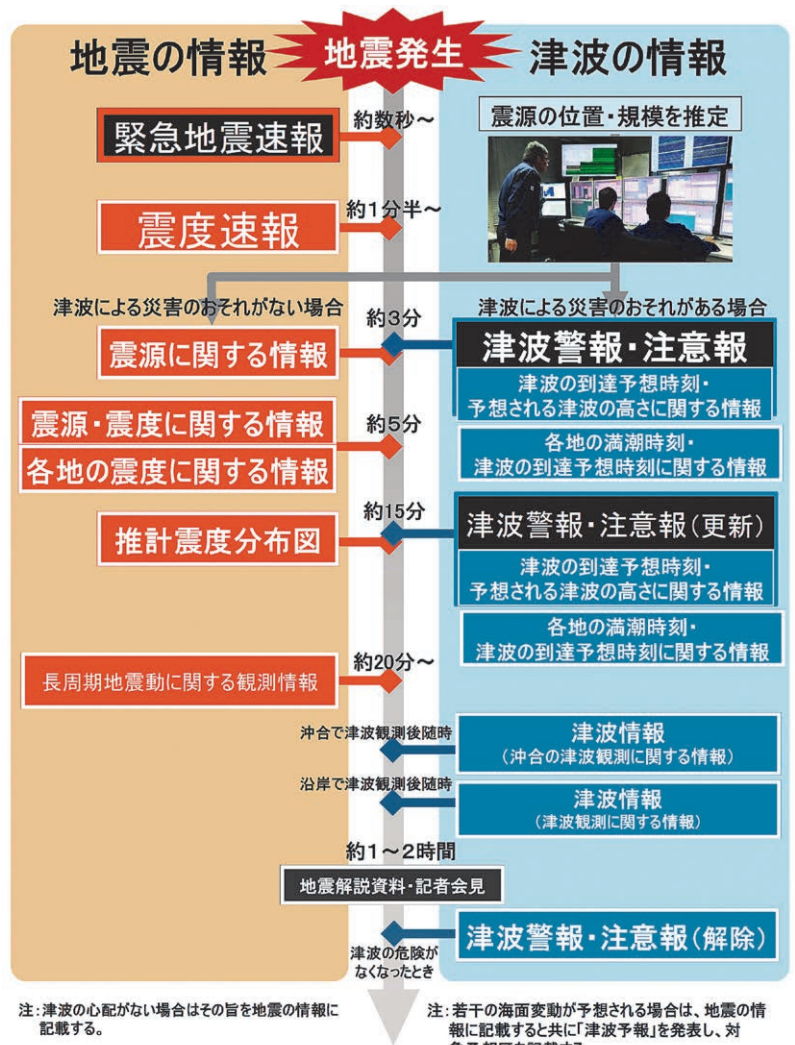 地震発生
地震の情報
津波の情報
緊急地震速報
約数秒～
震源の位置・規模を推定
震度速報
約1分半～
津波による災害のおそれがない場合
津波による災害のおそれがある場合
震源に関する情報
約3分
津波警報・注意報
津波の到達予想時刻・
予想される津波の高さに関する情報
震源・震度に関する情報
各地の震度に関する情報
約5分
各地の満潮時刻・
津波の到達予想時刻に関する情報
推計震度分布図
約15分
津波警報・注意報(更新)
津波の到達予想時刻・
予想される津波の高さに関する情報
各地の満潮時刻・
津波の到達予想時刻に関する情報
長周期地震動に関する観測情報
約20分～
沖合で津波観測後随時
津波情報
(沖合の津波観測に関する情報)
沿岸で津波観測後随時
津波情報
(津波観測に関する情報)
約1～2時間
地震解説資料・記者会見
津波の危険が
なくなったとき
津波警報・注意報(解除)
注：津波の心配がない場合はその旨を地震の情報に
記載する。
注：若干の海面変動が予想される場合は、地震の情
報に記載すると共に「津波予報」を発表し、対